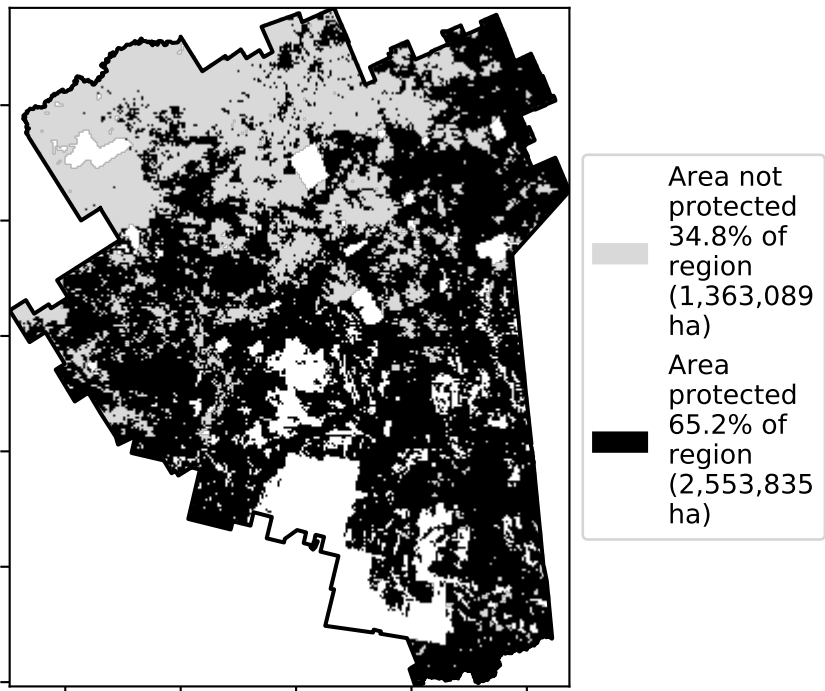 Area not
protected
34.8% of
region
(1,363,089
ha)
Area
protected
65.2% of
region
(2,553,835
ha)